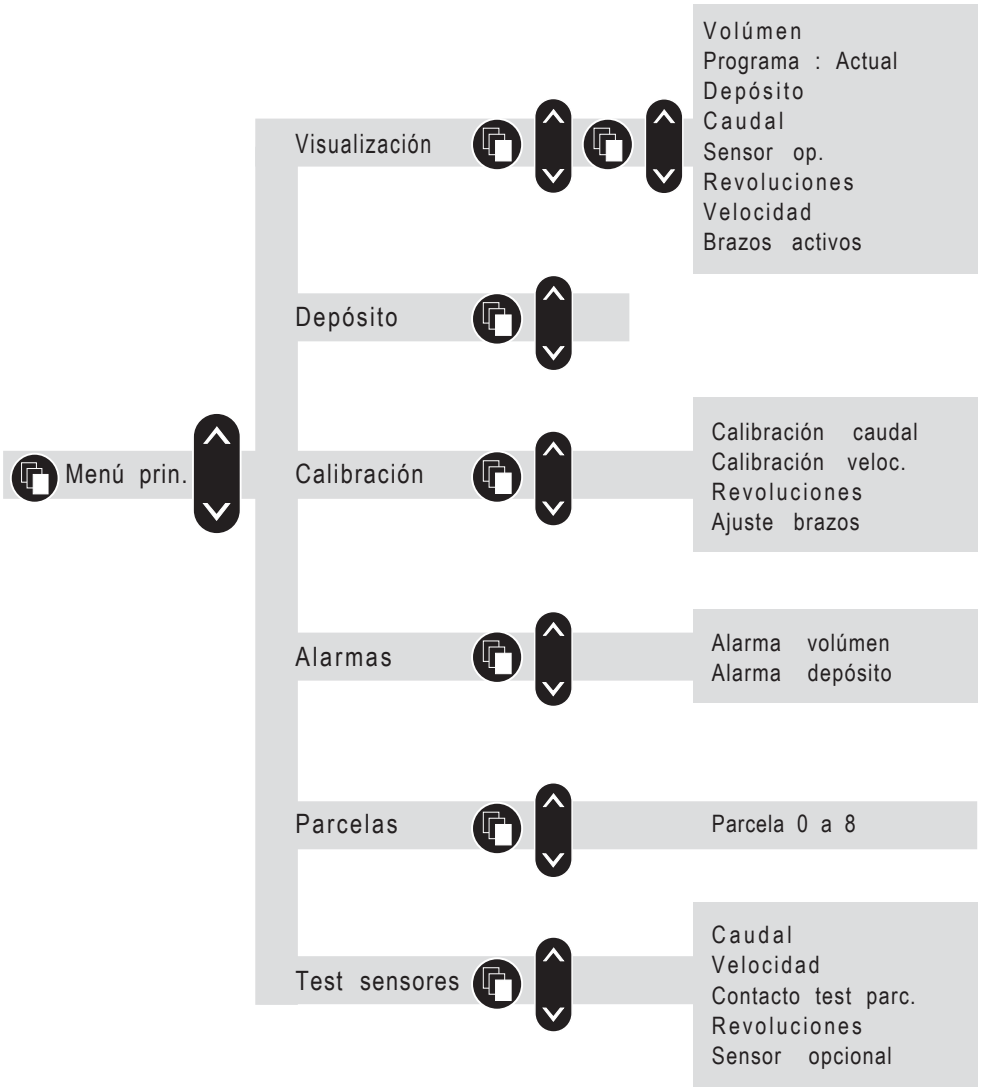 Volúmen
Programa : Actual
Depósito
Caudal
Sensor op.
Revoluciones
Velocidad
Brazos activos
Visualización
Depósito
Menú prin.
Calibración
Calibración caudal
Calibración veloc.
Revoluciones
Ajuste brazos
Alarmas
Alarma volúmen
Alarma depósito
Parcelas
Parcela 0 a 8
Test sensores
Caudal
Velocidad
Contacto test parc.
Revoluciones
Sensor opcional